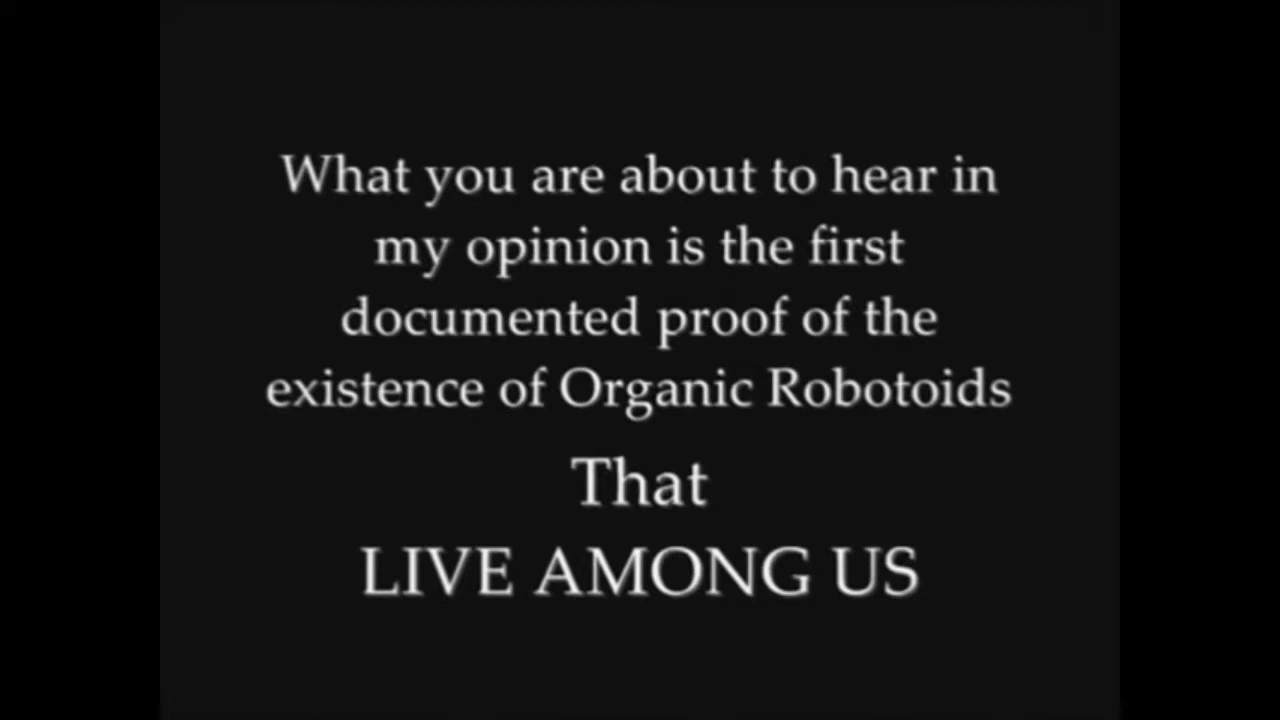 What you are about to hear in
my opinion is the first
documented proof of the
existence of Organic Robotoids
That
LIVE AMONG US